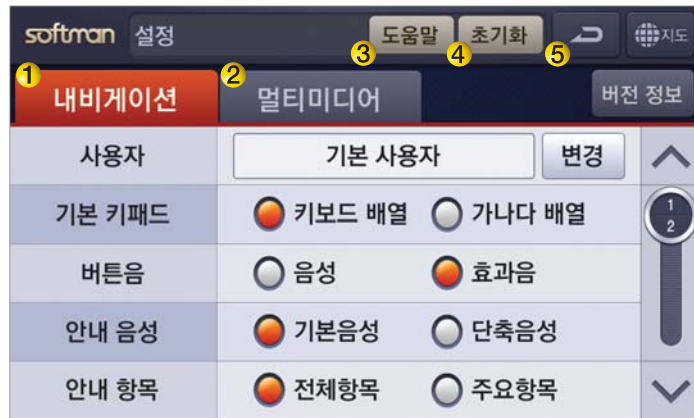 softman 설정 도움말 초기화 지도
3 4 5
1 내비게이션 2 멀티미디어 버전 정보
사용자 기본 사용자 변경
기본 키패드 키보드 배열 가나다 배열 1
2
버튼음 음성 효과음
안내 음성 기본음성 단축음성
안내 항목 전체항목 주요항목